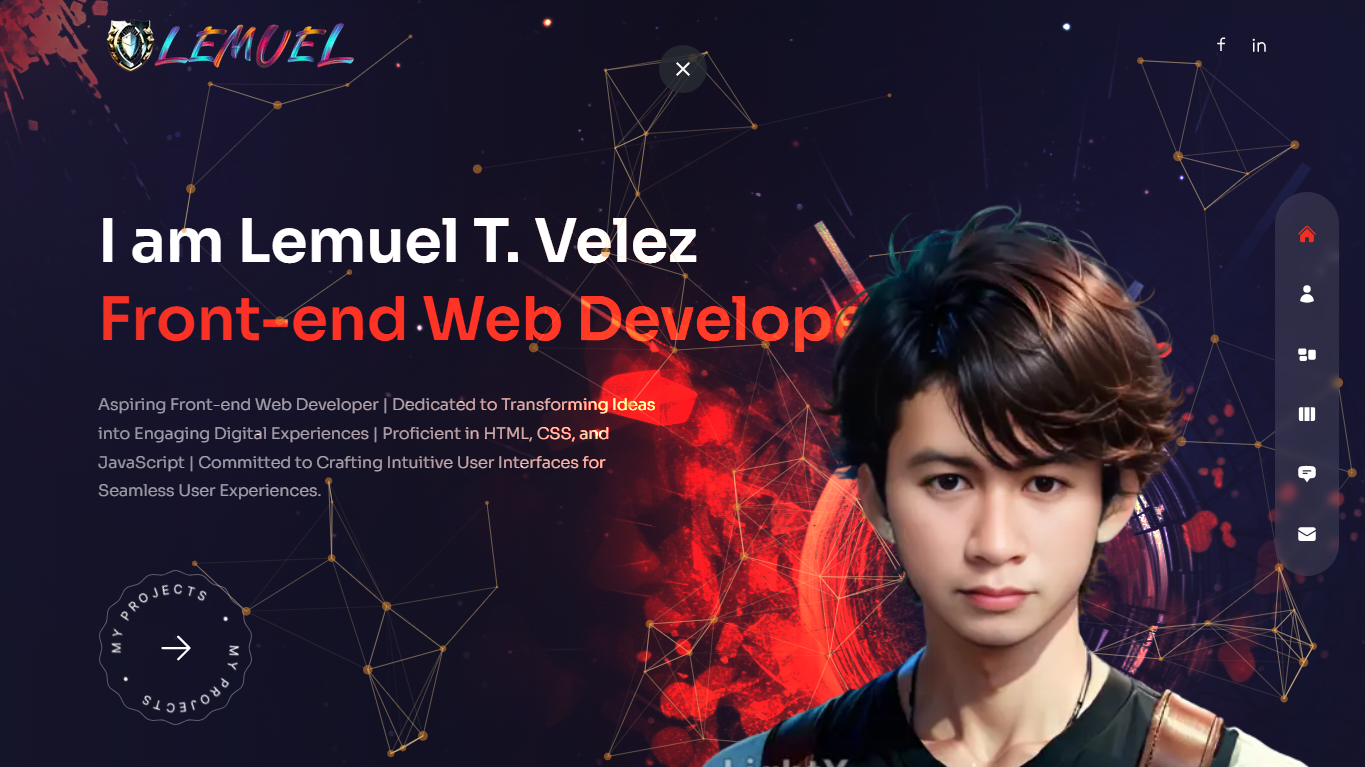 LEMUEL
f in
I am Lemuel T. Velez
Front-end Web Develope
Aspiring Front-end Web Developer | Dedicated to Transforming Ideas
into Engaging Digital Experiences | Proficient in HTML, CSS, and
JavaScript | Committed to Crafting Intuitive User Interfaces for
Seamless User Experiences.
MY PROJECTS • MY PROJECTS •
LightX